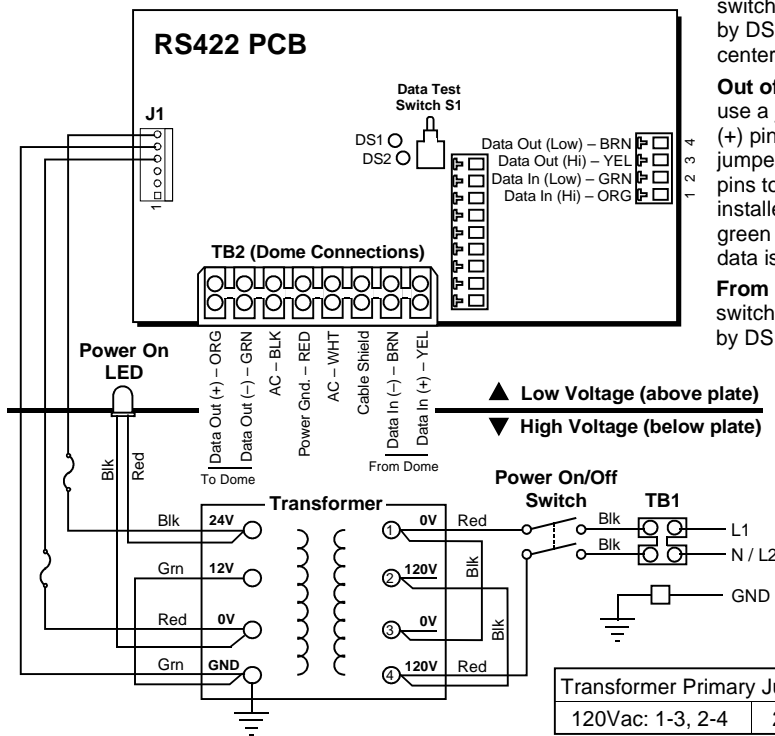 switch
by DS
center
Out of
use a
(+) pin
jumpe
pins to
installe
green
data is
From
switch
by DS
RS422 PCB
Data Test
Switch S1
J1
1
DS1
DS2
Data Out (Low) – BRN
Data Out (Hi) – YEL
Data In (Low) – GRN
Data In (Hi) – ORG
4
3
2
1
TB2 (Dome Connections)
Data Out (+) – ORG
Data Out (–) – GRN
AC – BLK
Power Gnd. – RED
AC – WHT
Cable Shield
Data In (–) – BRN
Data In (+) – YEL
To Dome
From Dome
Power On
LED
▲ Low Voltage (above plate)
▼ High Voltage (below plate)
Blk
Red
Power On/Off
Switch
TB1
Transformer
Blk 24V
Grn 12V
Red 0V
Grn GND
1 0V Red
2 120V
3 0V
4 120V Red
Blk
Blk
Blk
Blk
L1
N / L2
GND
Transformer Primary Ju
120Vac: 1-3, 2-4 2